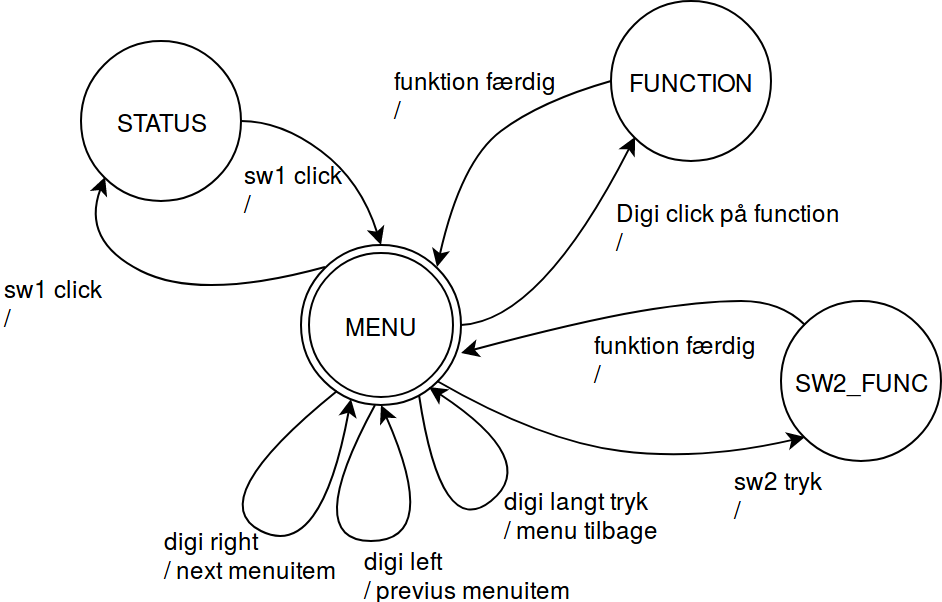 funktion færdig
/
FUNCTION
STATUS
sw1 click
/
Digi click på function
/
sw1 click
/
MENU
funktion færdig
/
SW2_FUNC
sw2 tryk
/
digi langt tryk
/ menu tilbage
digi right
/ next menuitem
digi left
/ previus menuitem